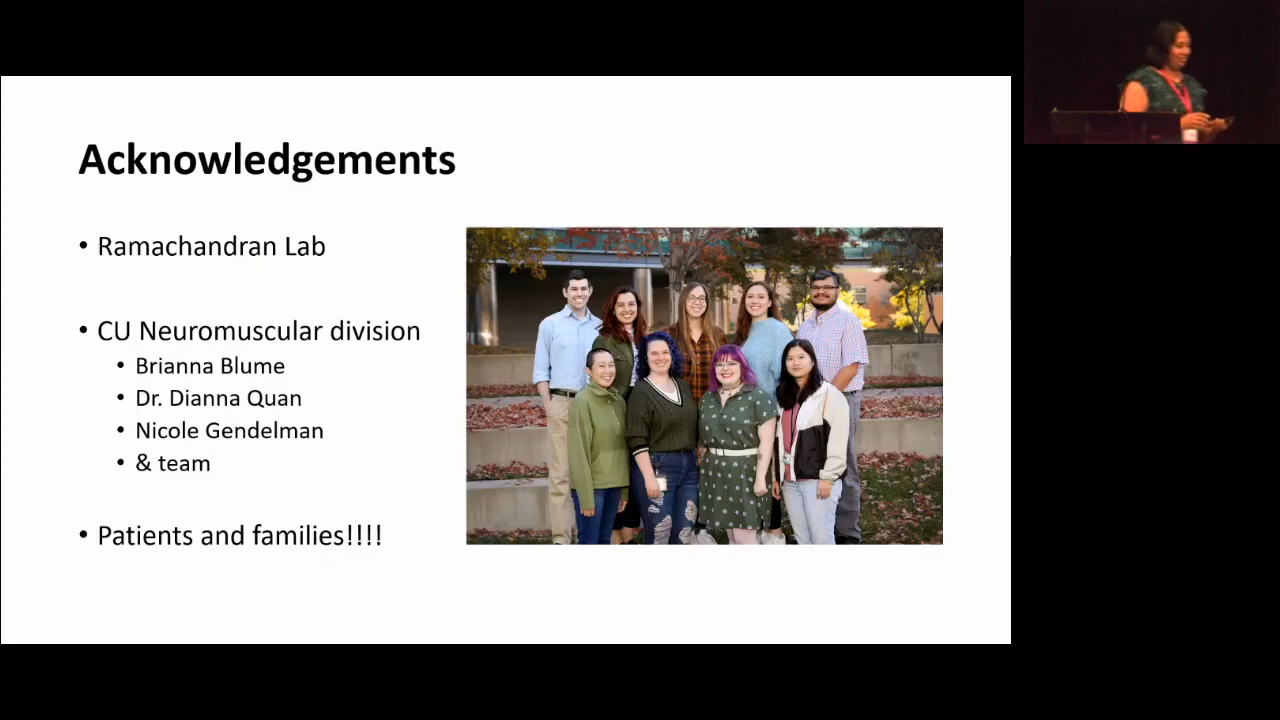 Acknowledgements
• Ramachandran Lab
• CU Neuromuscular division
• Brianna Blume
• Dr. Dianna Quan
• Nicole Gendelman
• & team
• Patients and families!!!!